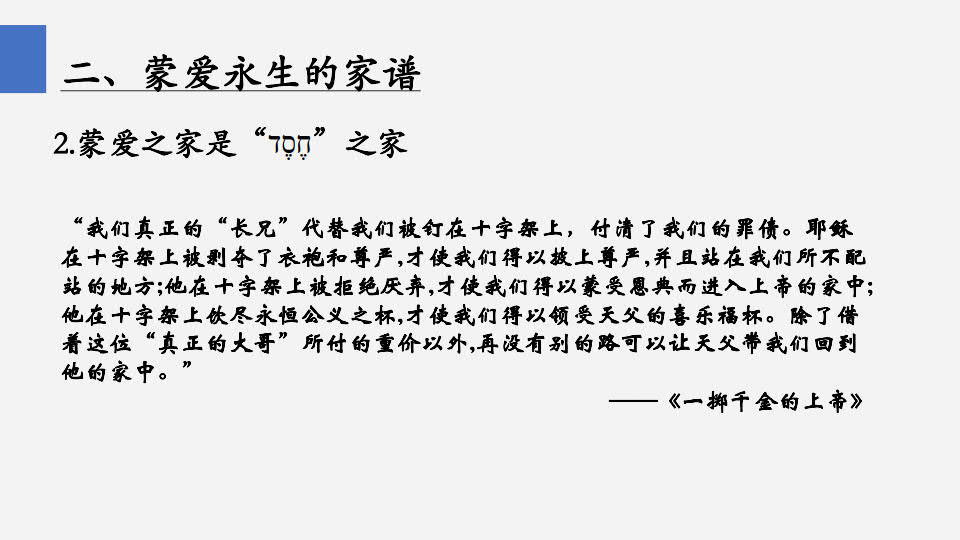 二、蒙爱永生的家谱
2.蒙爱之家是“חֶסֶד”之家
“我们真正的“长兄”代替我们被钉在十字架上，付清了我们的罪债。耶稣
在十字架上被剥夺了衣袍和尊严,才使我们得以披上尊严,并且站在我们所不配
站的地方;他在十字架上被拒绝厌弃,才使我们得以蒙受恩典而进入上帝的家中;
他在十字架上饮尽永恒公义之杯,才使我们得以领受天父的喜乐福杯。除了借
着这位“真正的大哥”所付的重价以外,再没有别的路可以让天父带我们回到
他的家中。”
——《一掷千金的上帝》